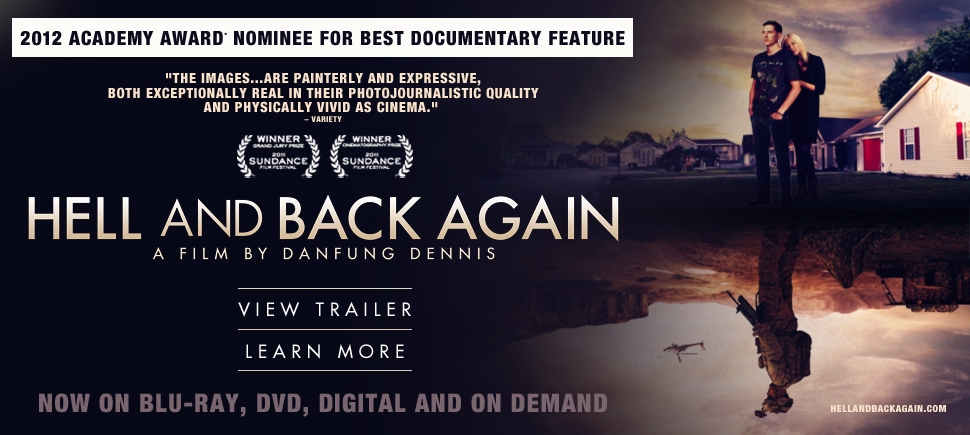 2012 ACADEMY AWARD® NOMINEE FOR BEST DOCUMENTARY FEATURE
"THE IMAGES...ARE PAINTERLY AND EXPRESSIVE,
BOTH EXCEPTIONALLY REAL IN THEIR PHOTOJOURNALISTIC QUALITY
AND PHYSICALLY VIVID AS CINEMA."
– VARIETY
WINNER
GRAND JURY PRIZE
2011
SUNDANCE
FILM FESTIVAL
WINNER
CINEMATOGRAPHY PRIZE
2011
SUNDANCE
FILM FESTIVAL
HELL AND BACK AGAIN
A FILM BY DANFUNG DENNIS
VIEW TRAILER
LEARN MORE
NOW ON BLU-RAY, DVD, DIGITAL AND ON DEMAND
HELLANDBACKAGAIN.COM